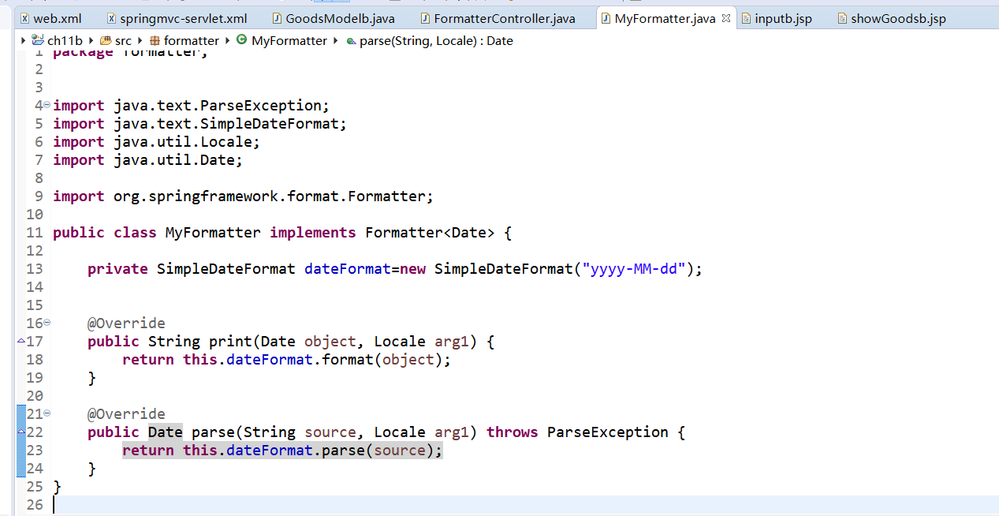 web.xml springmvc-servlet.xml GoodsModelb.java FormatterController.java MyFormatter.java inputb.jsp showGoodsb.jsp
ch11b src formatter MyFormatter parse(String, Locale) : Date
1 package formatter;
2
3
4 import java.text.ParseException;
5 import java.text.SimpleDateFormat;
6 import java.util.Locale;
7 import java.util.Date;
8
9 import org.springframework.format.Formatter;
10
11 public class MyFormatter implements Formatter<Date> {
12
13     private SimpleDateFormat dateFormat=new SimpleDateFormat("yyyy-MM-dd");
14
15
16     @Override
17     public String print(Date object, Locale arg1) {
18         return this.dateFormat.format(object);
19     }
20
21     @Override
22     public Date parse(String source, Locale arg1) throws ParseException {
23         return this.dateFormat.parse(source);
24     }
25 }
26